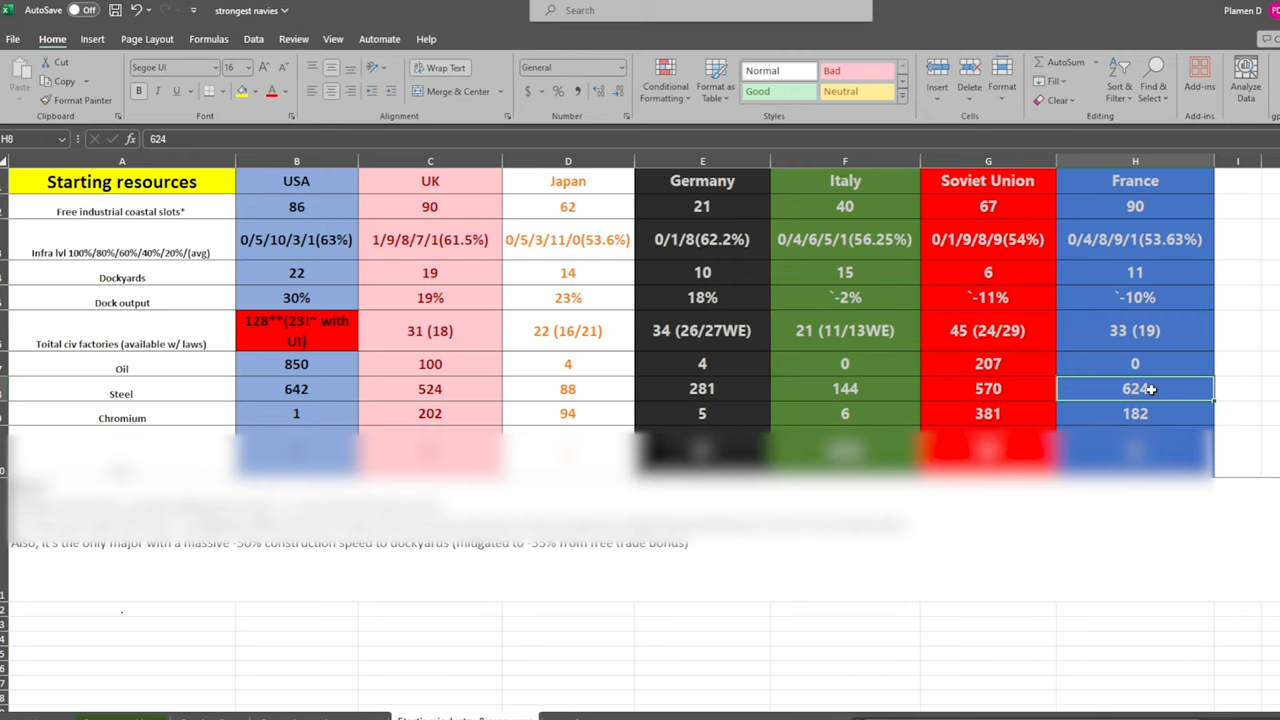 AutoSave Off strongest navies Search Plamen D
File Home Insert Page Layout Formulas Data Review View Automate Help
Paste Cut Copy Format Painter Clipboard
Segoe UI 16 B I U Font
Wrap Text Merge & Center Alignment
General $ % Number
Conditional Formatting Format as Table Normal Bad Good Neutral Styles
Insert Delete Format Cells
AutoSum Fill Clear Sort & Filter Find & Select Editing
Add-ins Add-ins
Analyze Data
H8 fx 624
A B C D E F G H I
Starting resources USA UK Japan Germany Italy Soviet Union France
Free industrial coastal slots* 86 90 62 21 40 67 90
Infra lvl 100%/80%/60%/40%/20%/(avg) 0/5/10/3/1(63%) 1/9/8/7/1(61.5%) 0/5/3/11/0(53.6%) 0/1/8(62.2%) 0/4/6/5/1(56.25%) 0/1/9/8/9(54%) 0/4/8/9/1(53.63%)
Dockyards 22 19 14 10 15 6 11
Dock output 30% 19% 23% 18% `-2% `-11% `-10%
Toital civ factories (available w/ laws) 128**(23!~ with UI) 31 (18) 22 (16/21) 34 (26/27WE) 21 (11/13WE) 45 (24/29) 33 (19)
Oil 850 100 4 4 0 207 0
Steel 642 524 88 281 144 570 624
Chromium 1 202 94 5 6 381 182
Also, it's the only major with a massive -50% construction speed to dockyards (mitigated to -35% from free trade bonus)